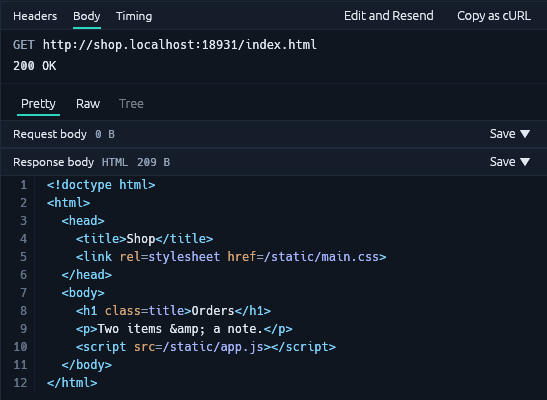 Headers Body Timing Edit and Resend Copy as cURL
GET http://shop.localhost:18931/index.html
200 OK
Pretty Raw Tree
Request body 0 B Save ▼
Response body HTML 209 B Save ▼
1 <!doctype html>
2 <html>
3   <head>
4     <title>Shop</title>
5     <link rel=stylesheet href=/static/main.css>
6   </head>
7   <body>
8     <h1 class=title>Orders</h1>
9     <p>Two items &amp; a note.</p>
10     <script src=/static/app.js></script>
11   </body>
12 </html>